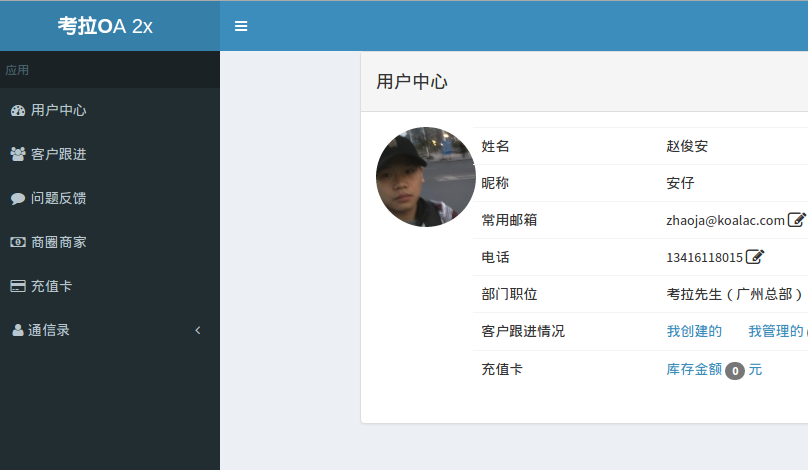 考拉OA 2x
应用
用户中心
客户跟进
问题反馈
商圈商家
充值卡
通信录
用户中心
姓名 赵俊安
昵称 安仔
常用邮箱 zhaoja@koalac.com
电话 13416118015
部门职位 考拉先生（广州总部）
客户跟进情况 我创建的 我管理的
充值卡 库存金额 0 元